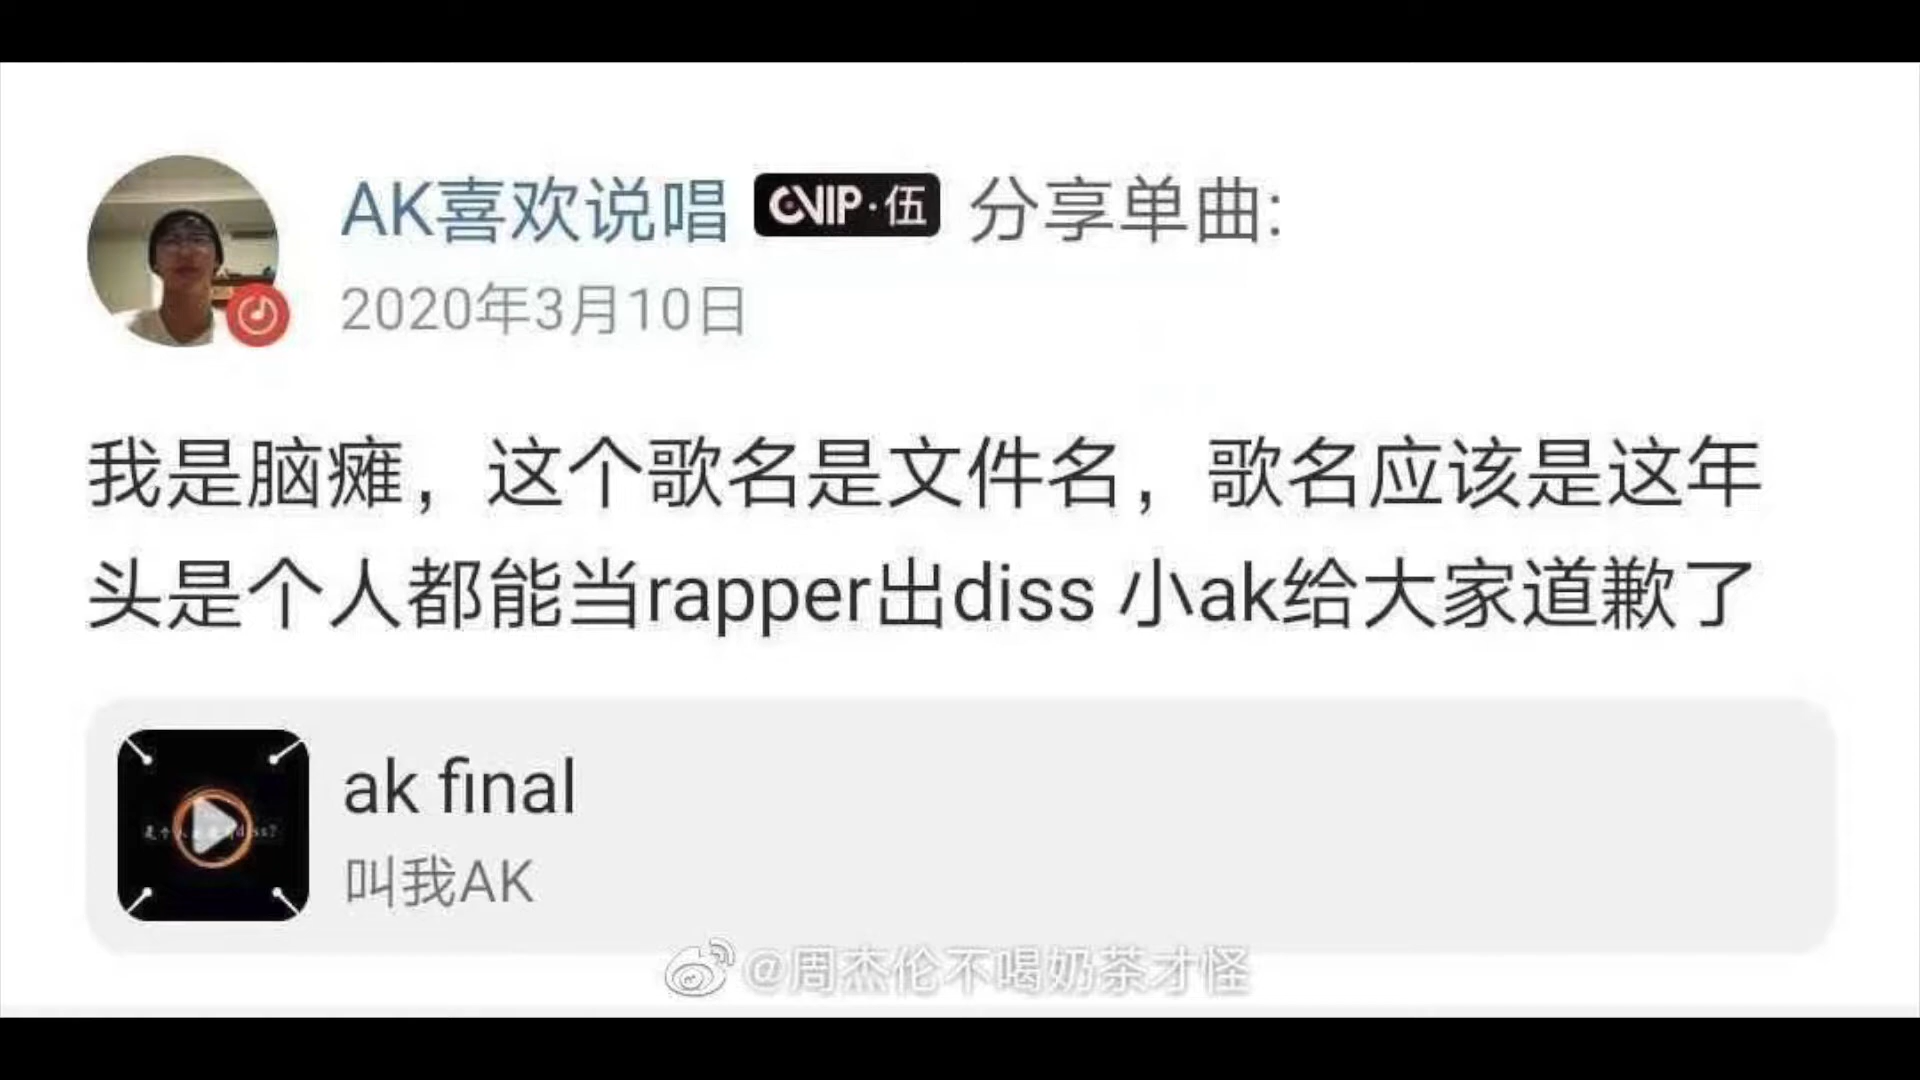 AK喜欢说唱 CVIP·伍 分享单曲:
2020年3月10日
我是脑瘫，这个歌名是文件名，歌名应该是这年
头是个人都能当rapper出diss 小ak给大家道歉了
ak final
叫我AK
@周杰伦不喝奶茶才怪